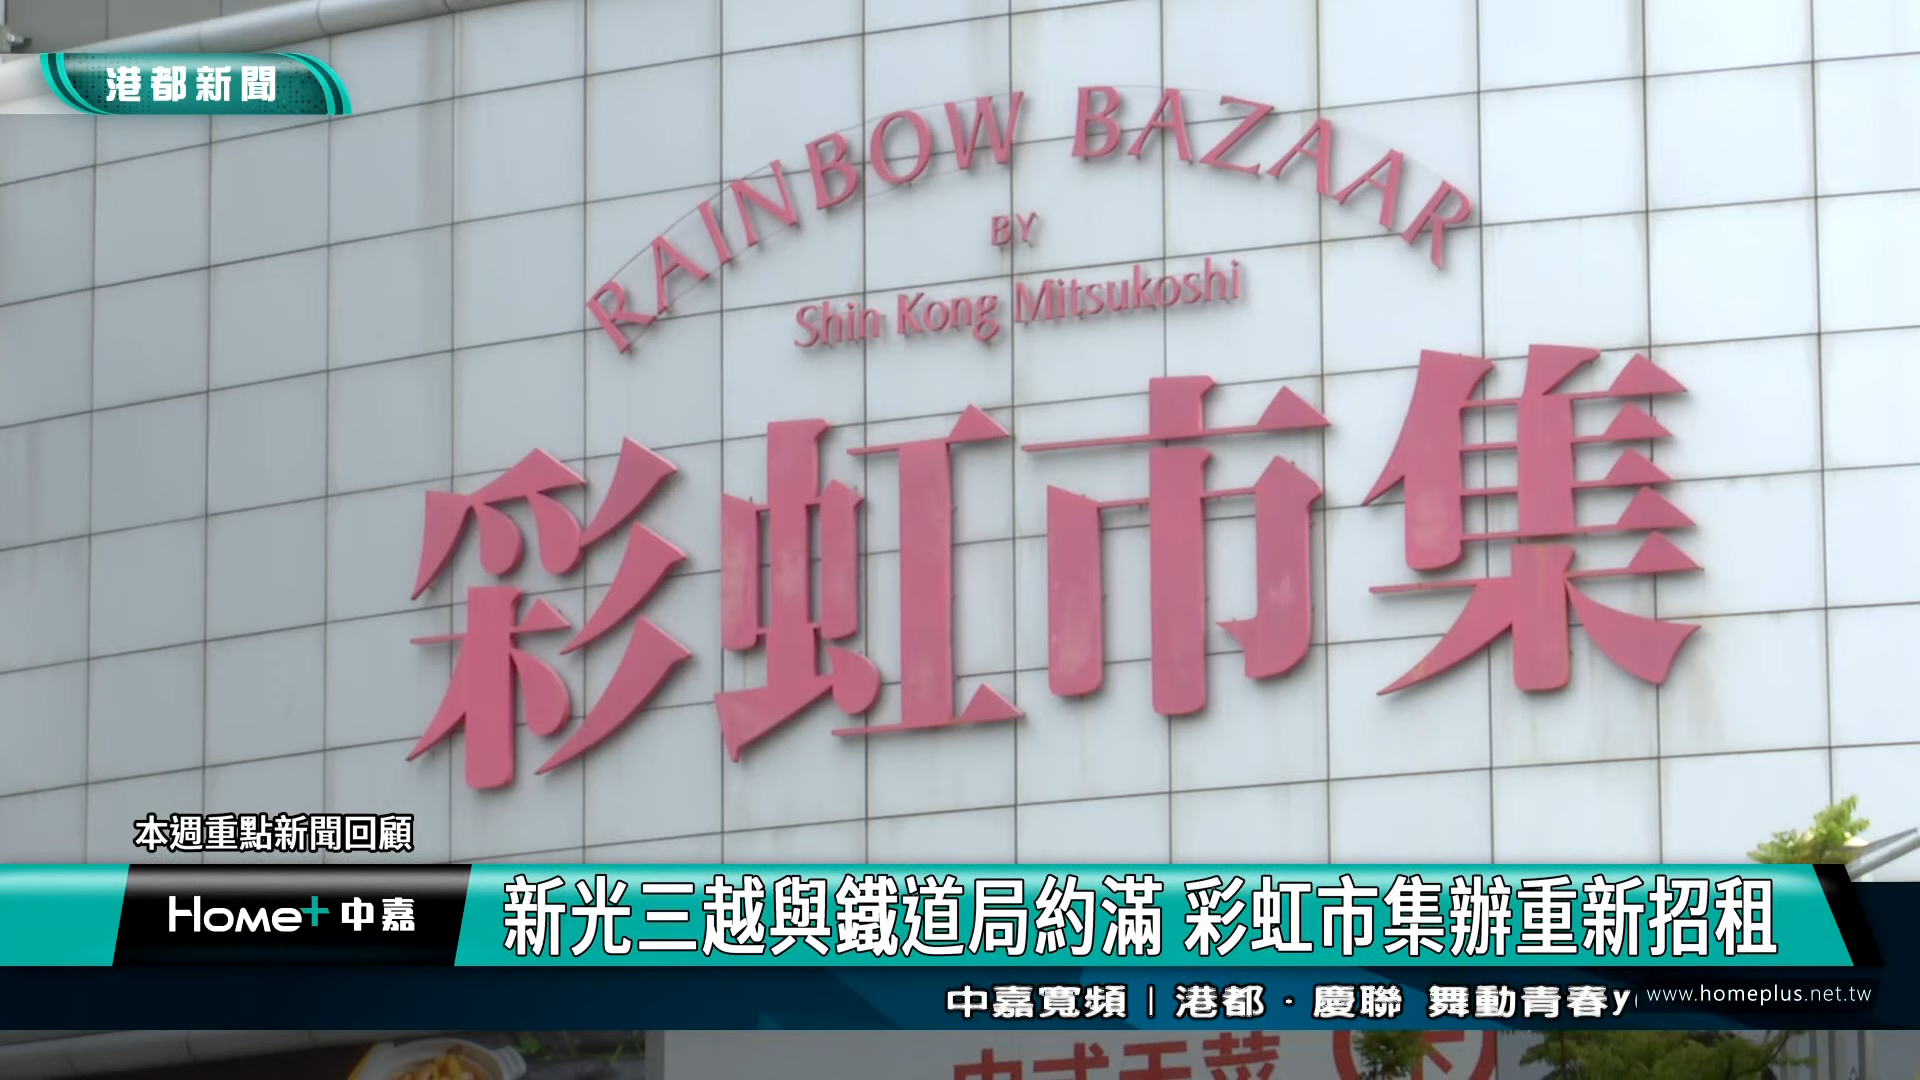 港都新聞
RAINBOW BAZAAR
BY
Shin Kong Mitsukoshi
彩虹市集
本週重點新聞回顧
Home+中嘉
新光三越與鐵道局約滿 彩虹市集辦重新招租
中嘉寬頻|港都·慶聯 舞動青春y
www.homeplus.net.tw